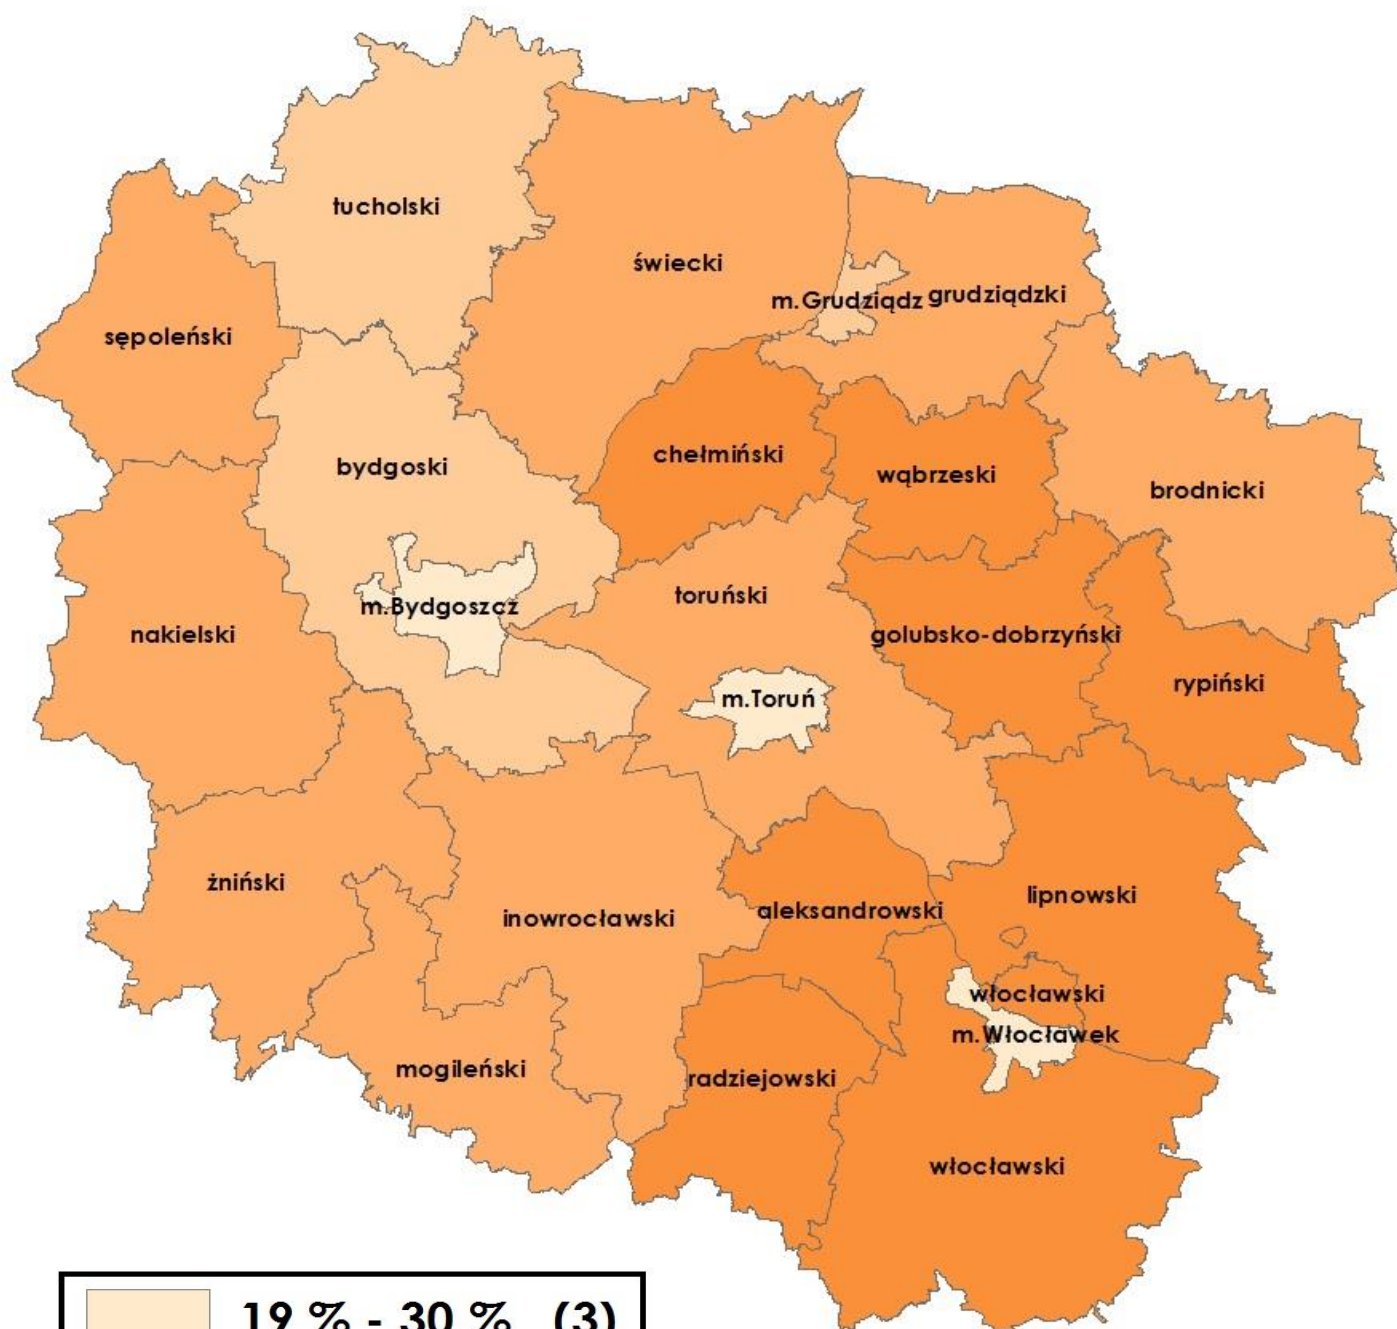 tucholski
świecki
m.Grudziądz
grudziądzki
sępoleński
chełmiński
bydgoski
wąbrzeski
brodnicki
toruński
m.Bydgoszcz
nakielski
golubsko-dobrzyński
rypiński
m.Toruń
żniński
lipnowski
aleksandrowski
inowrocławski
włocławski
m.Włocławek
mogileński
radziejowski
włocławski
19 % - 30 % (3)